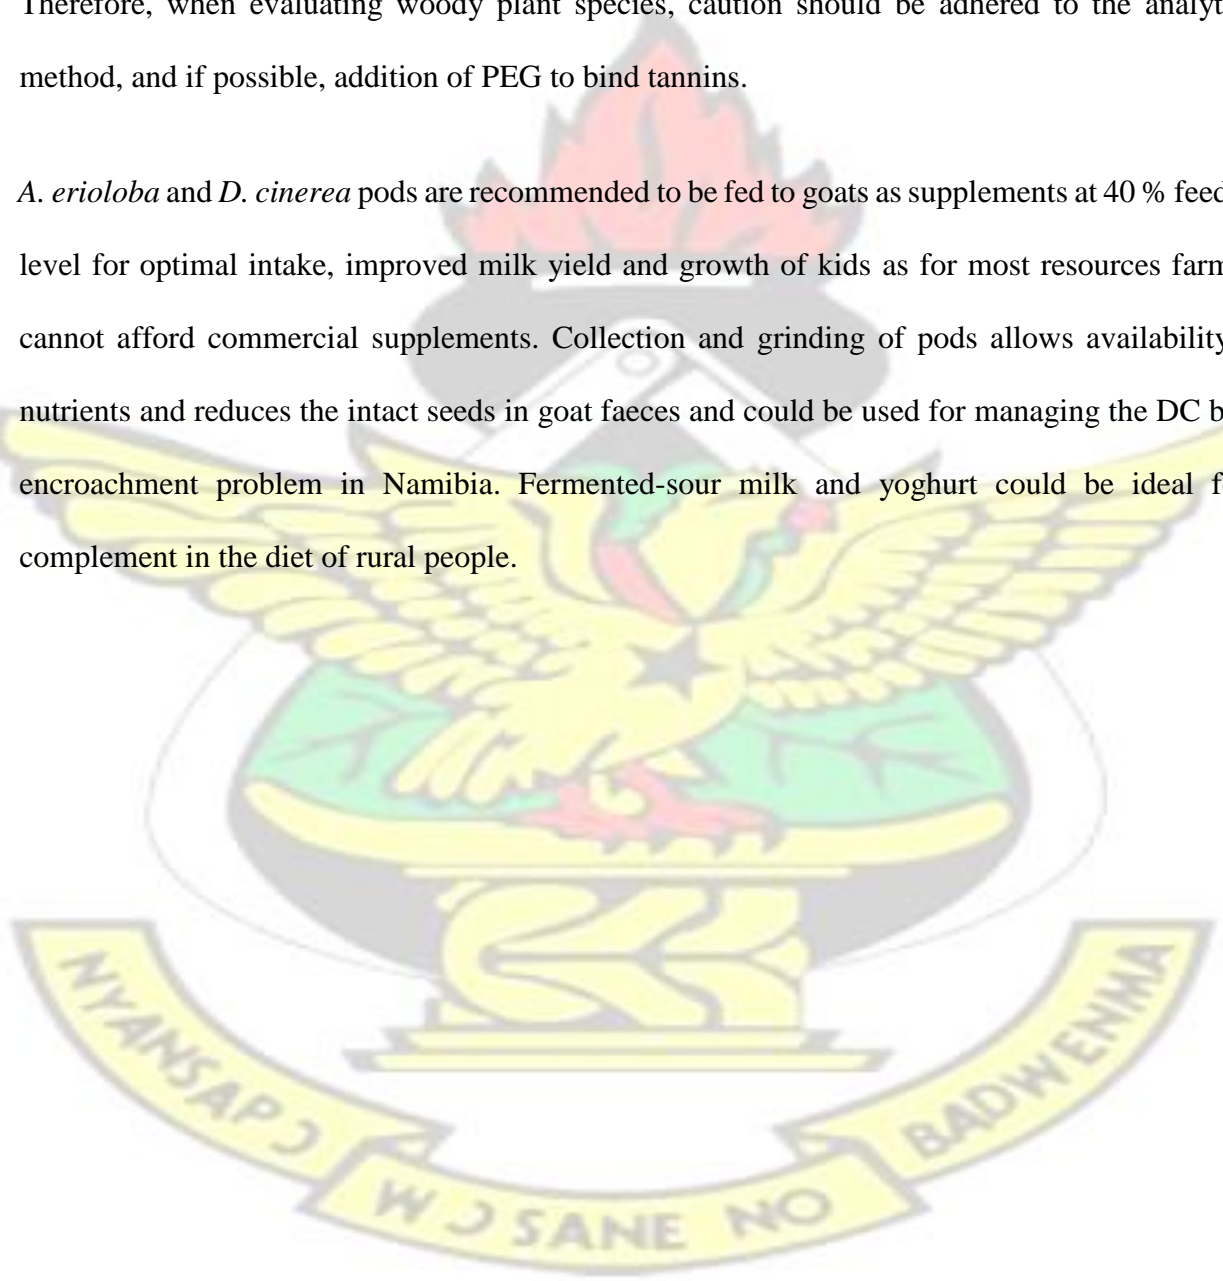 Therefore, when evaluating woody plant species, caution should be adhered to the analyt
method, and if possible, addition of PEG to bind tannins.
A. erioloba and D. cinerea pods are recommended to be fed to goats as supplements at 40 % feed
level for optimal intake, improved milk yield and growth of kids as for most resources farm
cannot afford commercial supplements. Collection and grinding of pods allows availability
nutrients and reduces the intact seeds in goat faeces and could be used for managing the DC b
encroachment problem in Namibia. Fermented-sour milk and yoghurt could be ideal f
complement in the diet of rural people.
NYANSAPƆ
WƆSANE NO
BADWENMA